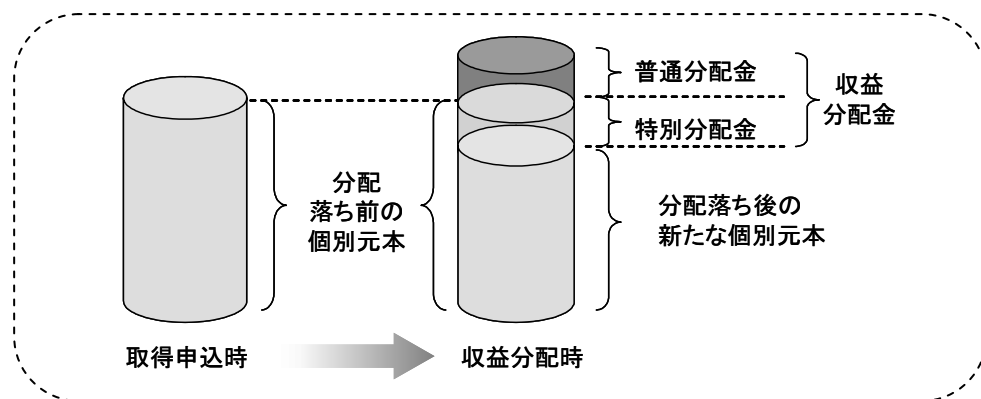 普通分配金
特別分配金
収益
分配金
分配
落ち前の
個別元本
分配落ち後の
新たな個別元本
取得申込時
収益分配時